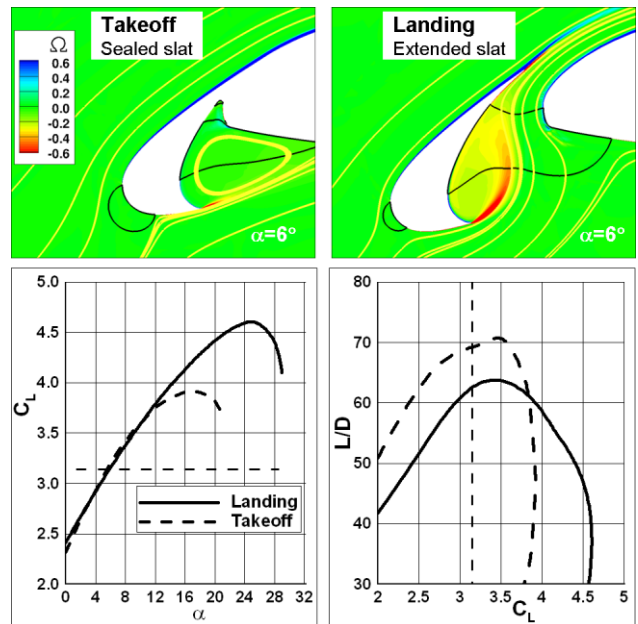 Takeoff
Sealed slat
Ω
0.6
0.4
0.2
0.0
-0.2
-0.4
-0.6
α=6°
Landing
Extended slat
α=6°
5.0
4.5
4.0
3.5
3.0
2.5
2.0
C_L
Landing
Takeoff
0 4 8 12 16 20 24 28 32
α
80
70
60
50
40
30
L/D
2 2.5 3 3.5 4 4.5 5
C_L